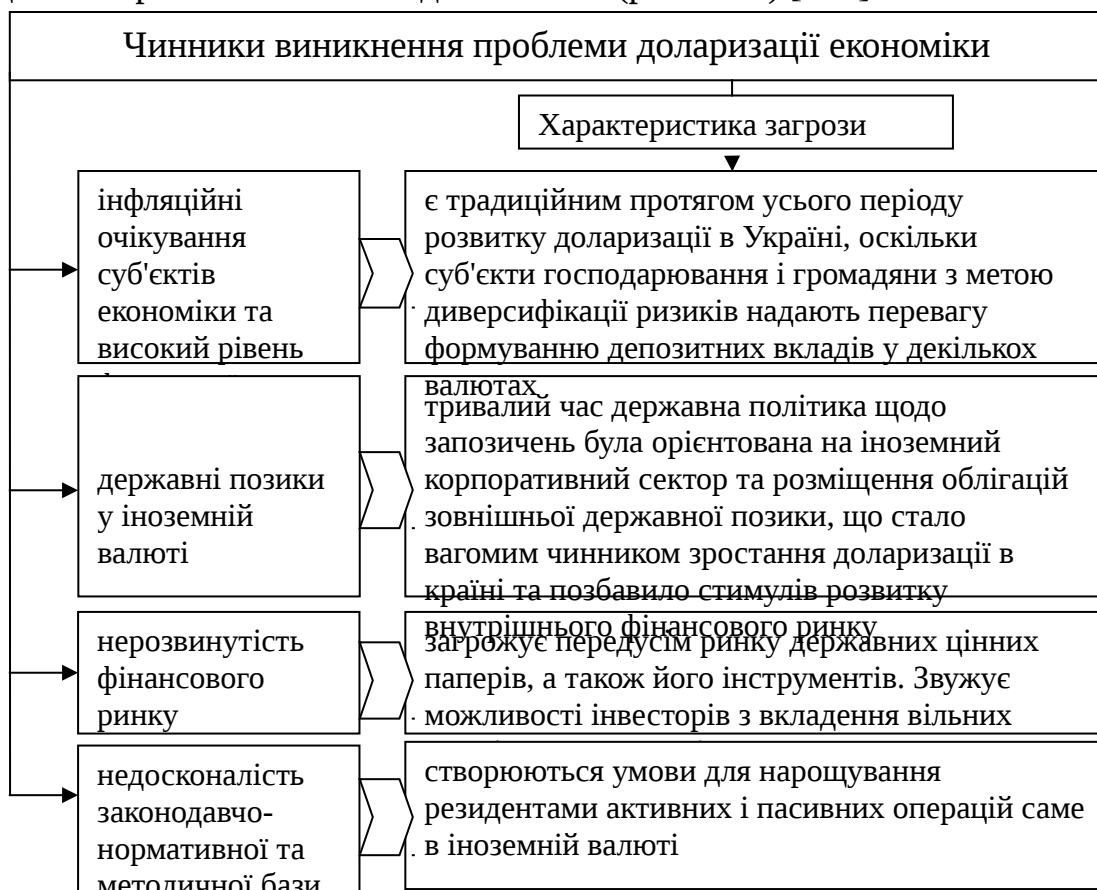 Чинники виникнення проблеми доларизації економіки
Характеристика загрози
інфляційні
очікування
суб'єктів
економіки та
високий рівень
є традиційним протягом усього періоду
розвитку доларизації в Україні, оскільки
суб'єкти господарювання і громадяни з метою
диверсифікації ризиків надають перевагу
формуванню депозитних вкладів у декількох
валютах
державні позики
у іноземній
валюті
тривалий час державна політика щодо
запозичень була орієнтована на іноземний
корпоративний сектор та розміщення облігацій
зовнішньої державної позики, що стало
вагомим чинником зростання доларизації в
країні та позбавило стимулів розвитку
внутрішнього фінансового ринку
нерозвинутість
фінансового
ринку
загрожує передусім ринку державних цінних
паперів, а також його інструментів. Звужує
можливості інвесторів з вкладення вільних
недосконалість
законодавчо-
нормативної та
методичної бази
створюються умови для нарощування
резидентами активних і пасивних операцій саме
в іноземній валюті